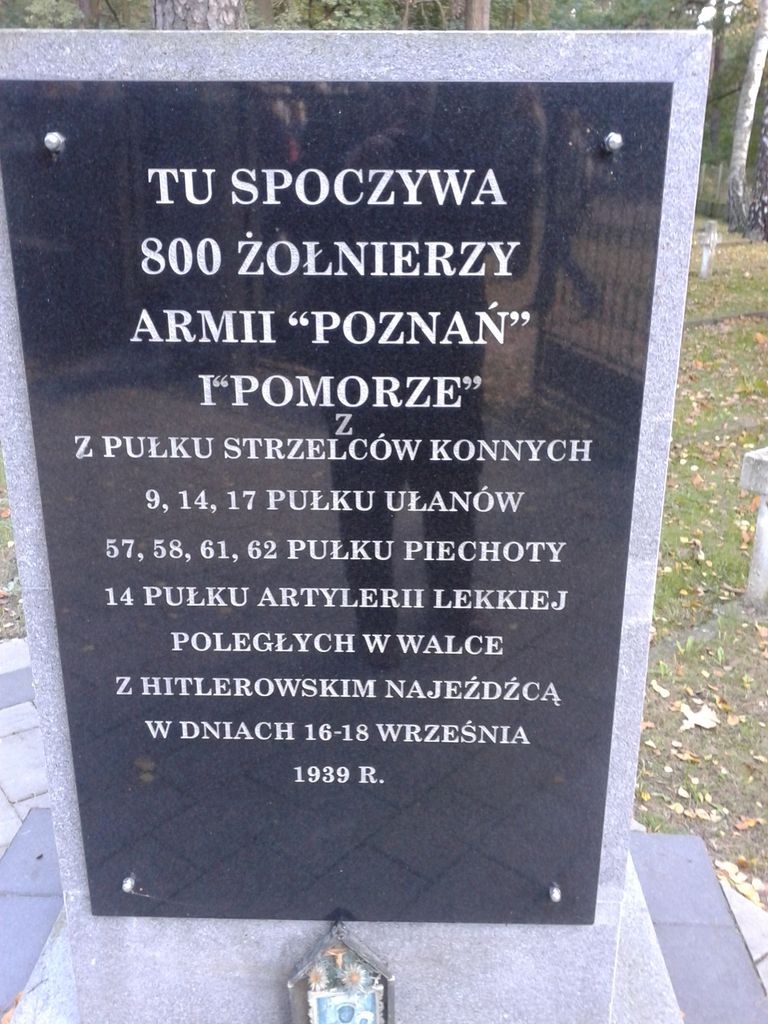 TU SPOCZYWA
800 ŻOŁNIERZY
ARMII “POZNAŃ”
I“POMORZE”
Z
Z PUŁKU STRZELCÓW KONNYCH
9, 14, 17 PUŁKU UŁANÓW
57, 58, 61, 62 PUŁKU PIECHOTY
14 PUŁKU ARTYLERII LEKKIEJ
POLEGŁYCH W WALCE
Z HITLEROWSKIM NAJEŹDŹCĄ
W DNIACH 16-18 WRZEŚNIA
1939 R.